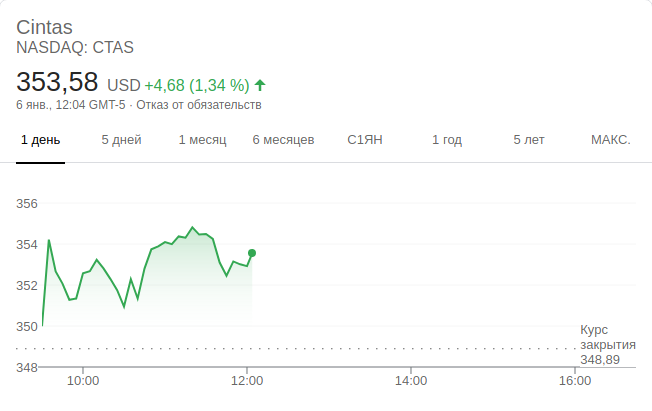 Cintas
NASDAQ: CTAS
353,58 USD +4,68 (1,34 %)
6 янв., 12:04 GMT-5 · Отказ от обязательств
1 день 5 дней 1 месяц 6 месяцев С1ЯН 1 год 5 лет МАКС.
356
354
352
350
Курс
закрытия
348,89
348
10:00 12:00 14:00 16:00